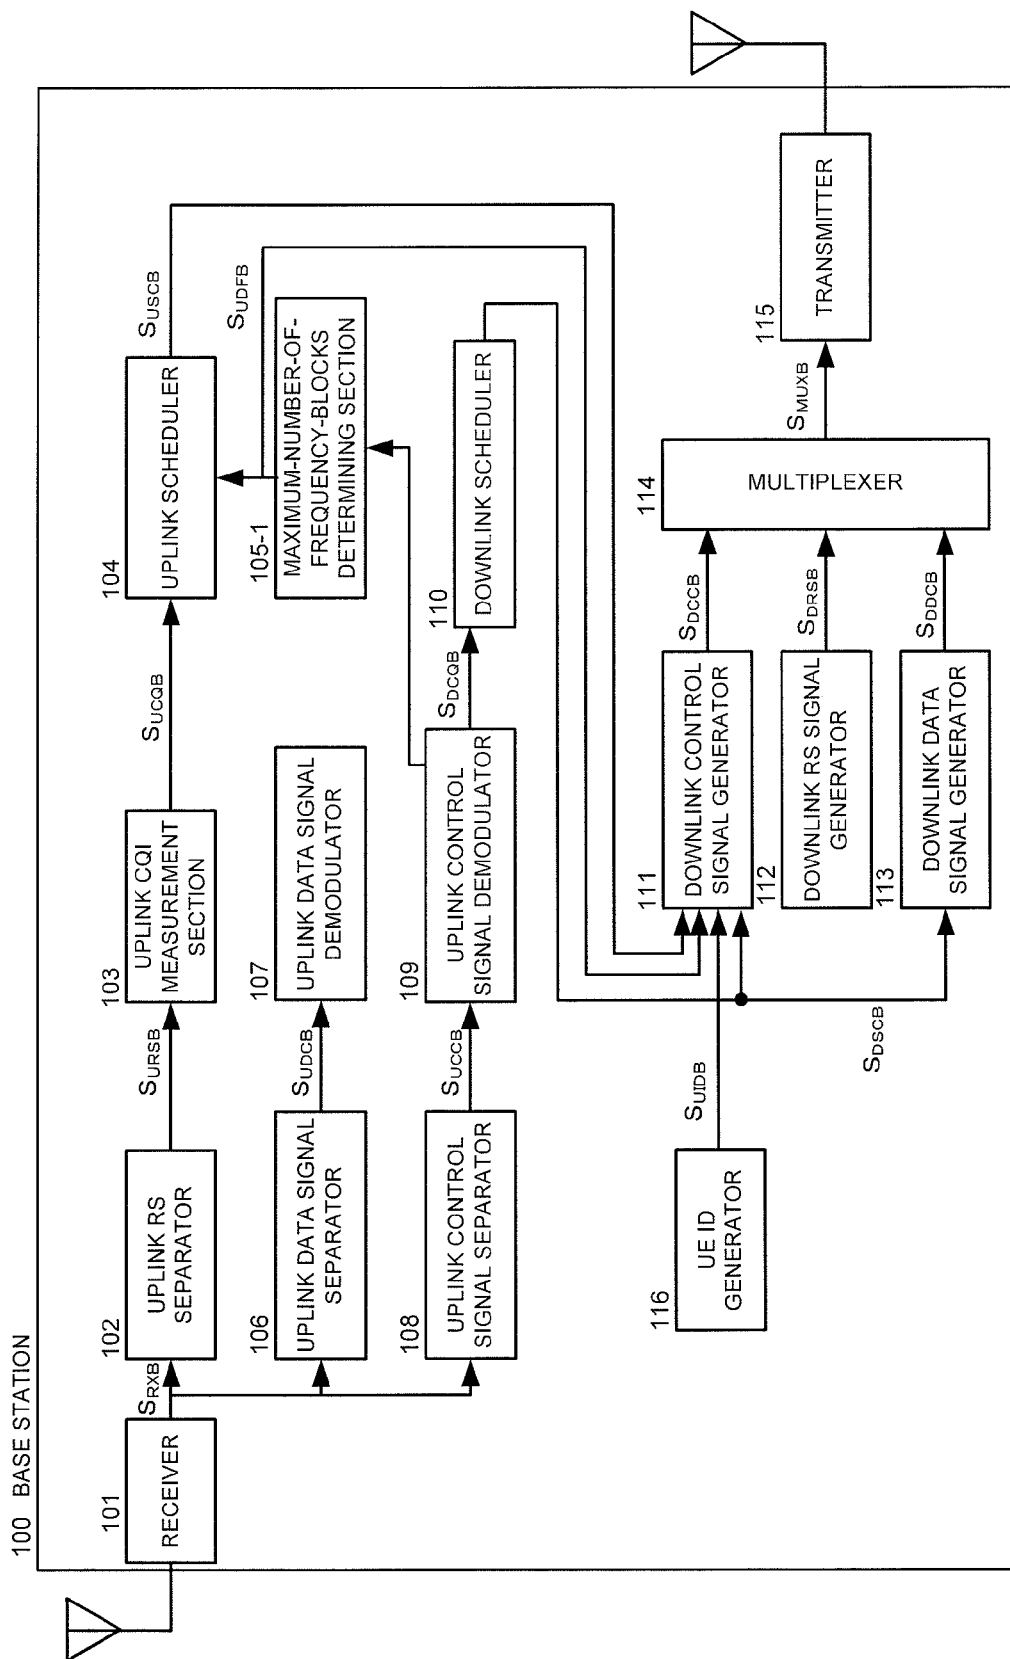 100 BASE STATION
101
RECEIVER
SRXB
102
UPLINK RS
SEPARATOR
SURSB
103
UPLINK CQI
MEASUREMENT
SECTION
SUCQB
104
UPLINK SCHEDULER
SUSCB
105-1
MAXIMUM-NUMBER-OF-
FREQUENCY-BLOCKS
DETERMINING SECTION
SUDFB
106
UPLINK DATA SIGNAL
SEPARATOR
SUDCB
107
UPLINK DATA SIGNAL
DEMODULATOR
108
UPLINK CONTROL
SIGNAL SEPARATOR
SUCCB
109
UPLINK CONTROL
SIGNAL DEMODULATOR
SDCQB
110
DOWNLINK SCHEDULER
116
UE ID
GENERATOR
SUIDB
SDSCB
111
DOWNLINK CONTROL
SIGNAL GENERATOR
SDCCB
112
DOWNLINK RS SIGNAL
GENERATOR
SDRSB
113
DOWNLINK DATA
SIGNAL GENERATOR
SDDCB
114
MULTIPLEXER
SMUXB
115
TRANSMITTER